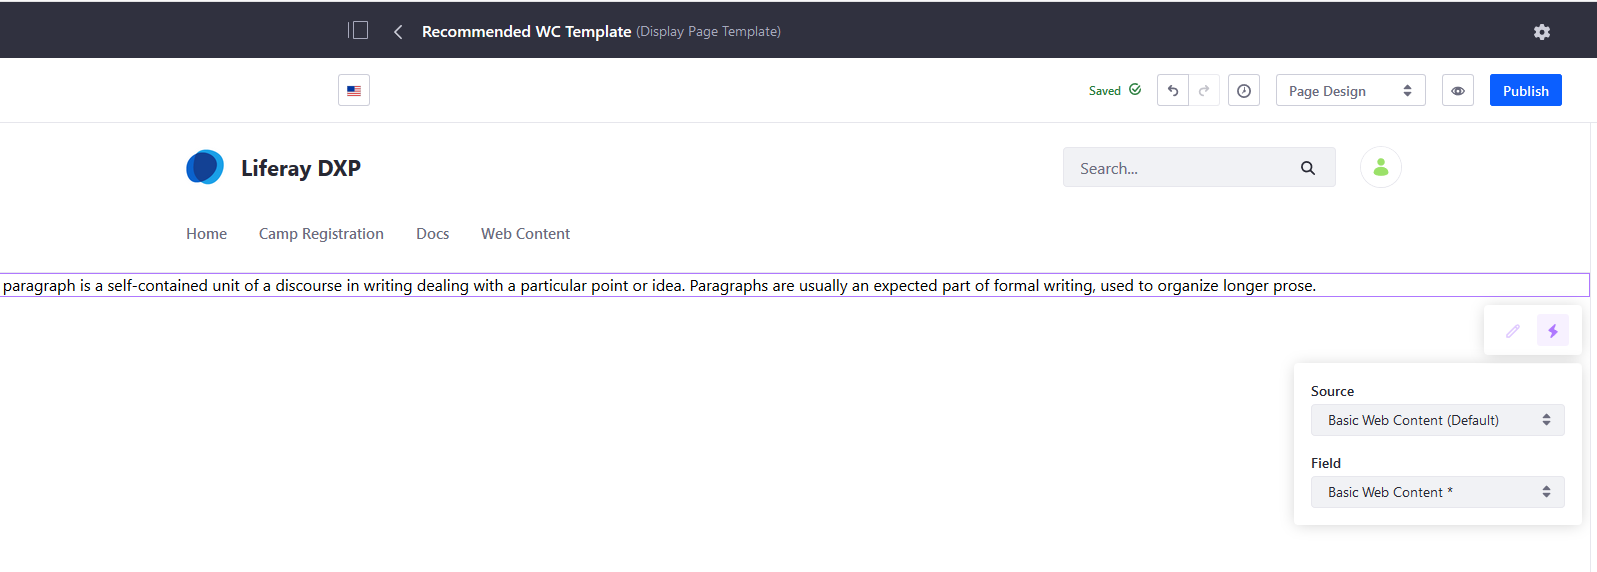 Recommended WC Template (Display Page Template)
Saved
Page Design
Publish
Liferay DXP
Search...
Home
Camp Registration
Docs
Web Content
paragraph is a self-contained unit of a discourse in writing dealing with a particular point or idea. Paragraphs are usually an expected part of formal writing, used to organize longer prose.
Source
Basic Web Content (Default)
Field
Basic Web Content *